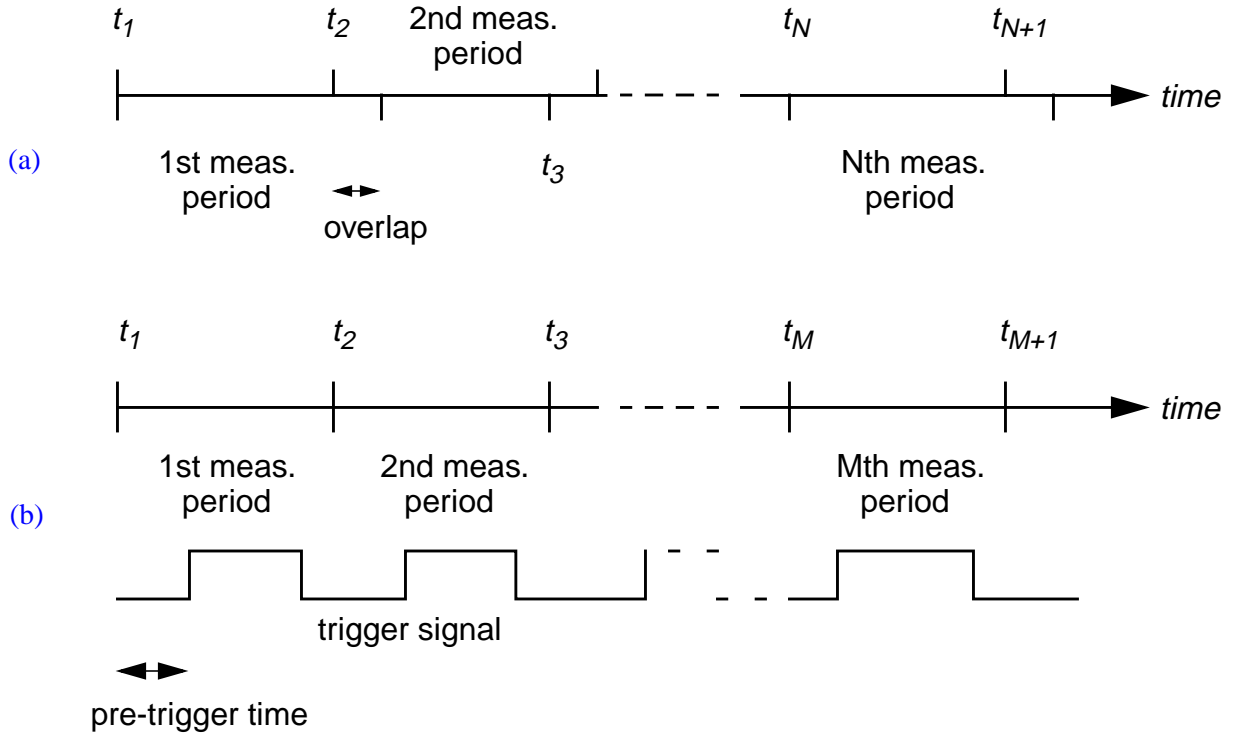 t1 t2 2nd meas. period tN tN+1
time
(a)
1st meas. period t3 Nth meas. period
overlap
t1 t2 t3 tM tM+1
time
1st meas. period 2nd meas. period Mth meas. period
(b)
trigger signal
pre-trigger time